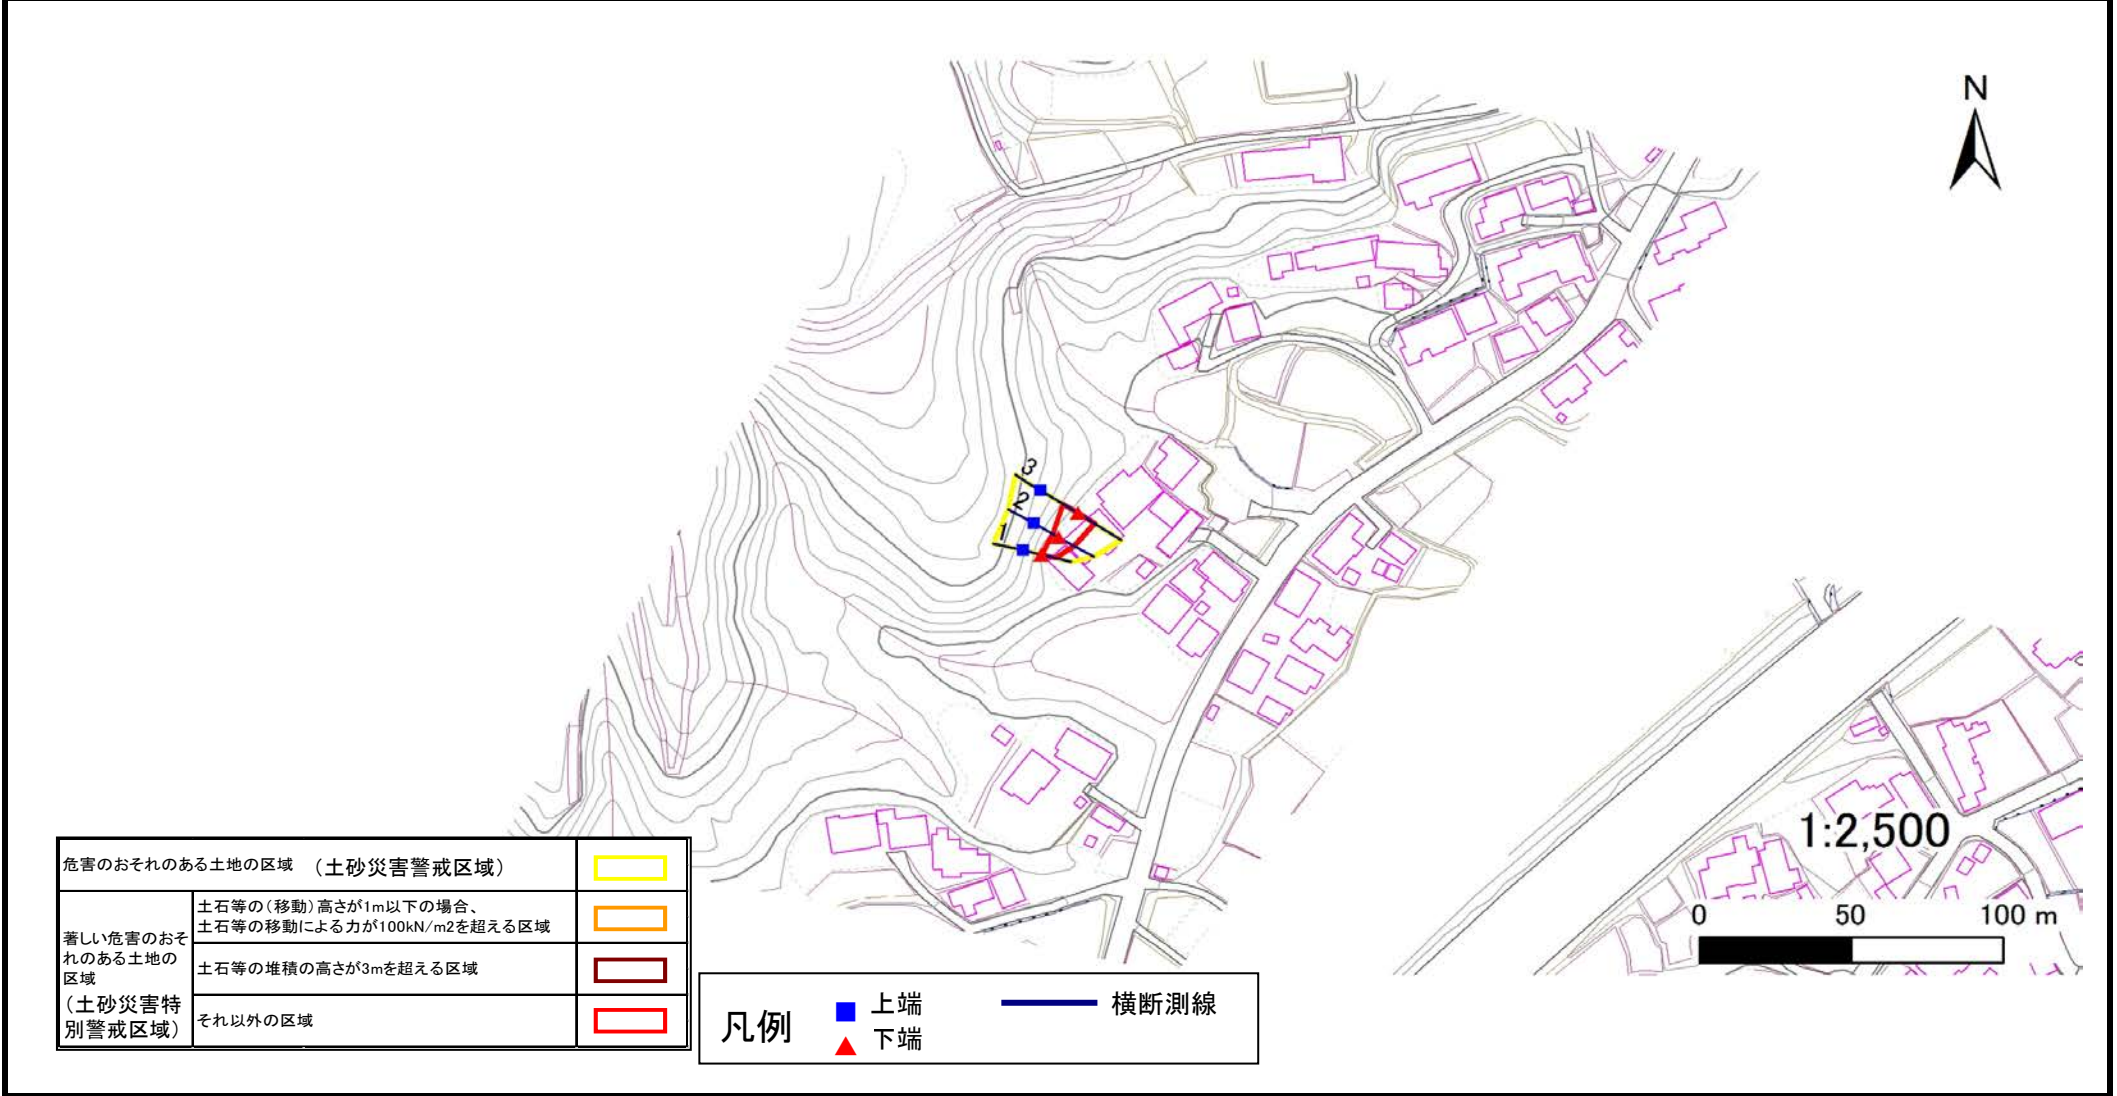 N
3
2
1
1:2,500
0 50 100 m
危害のおそれのある土地の区域 （土砂災害警戒区域）
著しい危害のおそ
れのある土地の
区域
（土砂災害特
別警戒区域）
土石等の（移動）高さが1m以下の場合、
土石等の移動による力が100kN/m2を超える区域
土石等の堆積の高さが3mを超える区域
それ以外の区域
凡例
上端
下端
横断測線